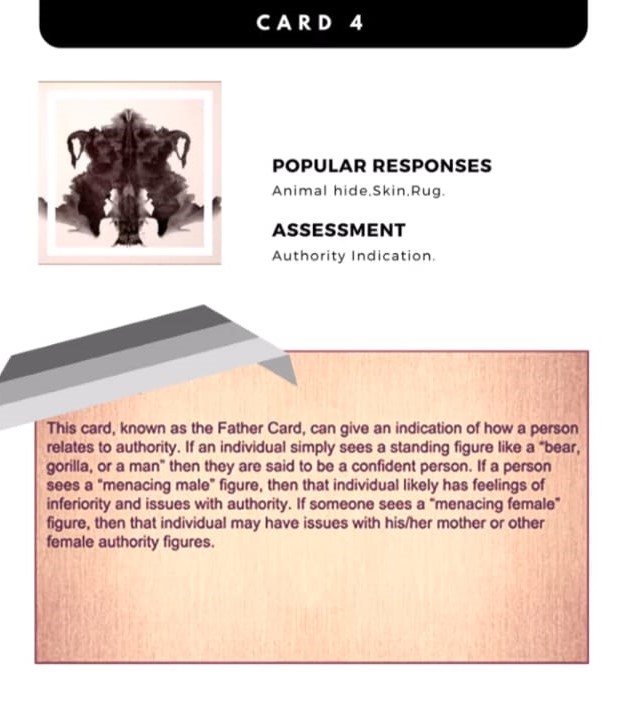 CARD 4
POPULAR RESPONSES
Animal hide,Skin,Rug.
ASSESSMENT
Authority Indication.
This card, known as the Father Card, can give an indication of how a person
relates to authority. If an individual simply sees a standing figure like a "bear,
gorilla, or a man" then they are said to be a confident person. If a person
sees a "menacing male" figure, then that individual likely has feelings of
inferiority and issues with authority. If someone sees a "menacing female"
figure, then that individual may have issues with his/her mother or other
female authority figures.